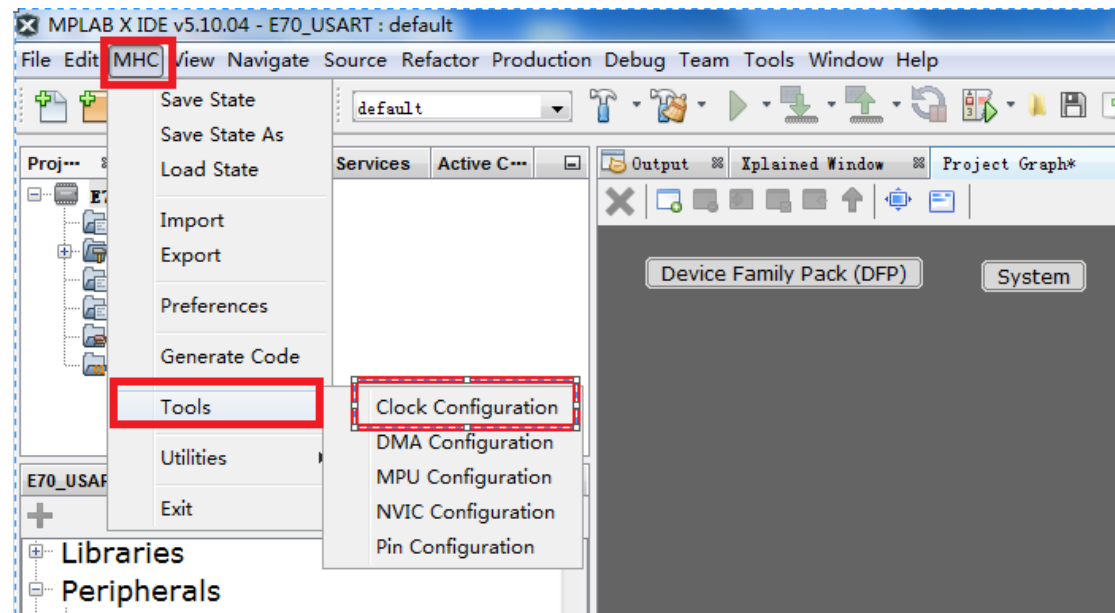 MPLAB X IDE v5.10.04 - E70_USART : default
File Edit MHC View Navigate Source Refactor Production Debug Team Tools Window Help
default
Save State
Save State As
Load State
Import
Export
Preferences
Generate Code
Tools
Utilities
Exit
Clock Configuration
DMA Configuration
MPU Configuration
NVIC Configuration
Pin Configuration
Proj··· Services Active C···
Output Xplained Window Project Graph*
Device Family Pack (DFP) System
E70_USAR
Libraries
Peripherals